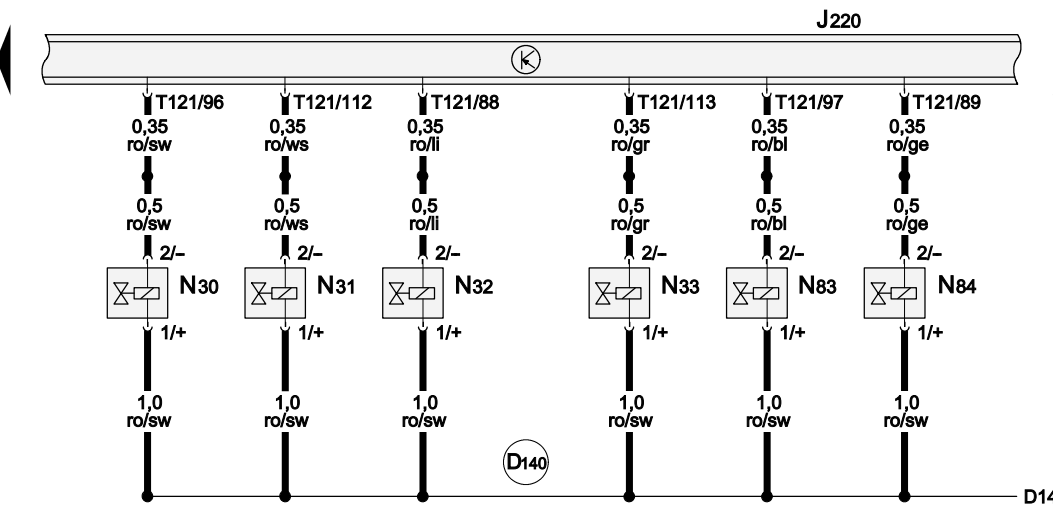 J220
T121/96 T121/112 T121/88 T121/113 T121/97 T121/89
0,35 0,35 0,35 0,35 0,35 0,35
ro/sw ro/ws ro/li ro/gr ro/bl ro/ge
0,5 0,5 0,5 0,5 0,5 0,5
ro/sw ro/ws ro/li ro/gr ro/bl ro/ge
2/– 2/– 2/– 2/– 2/– 2/–
N30 N31 N32 N33 N83 N84
1/+ 1/+ 1/+ 1/+ 1/+ 1/+
1,0 1,0 1,0 1,0 1,0 1,0
ro/sw ro/sw ro/sw ro/sw ro/sw ro/sw
D140